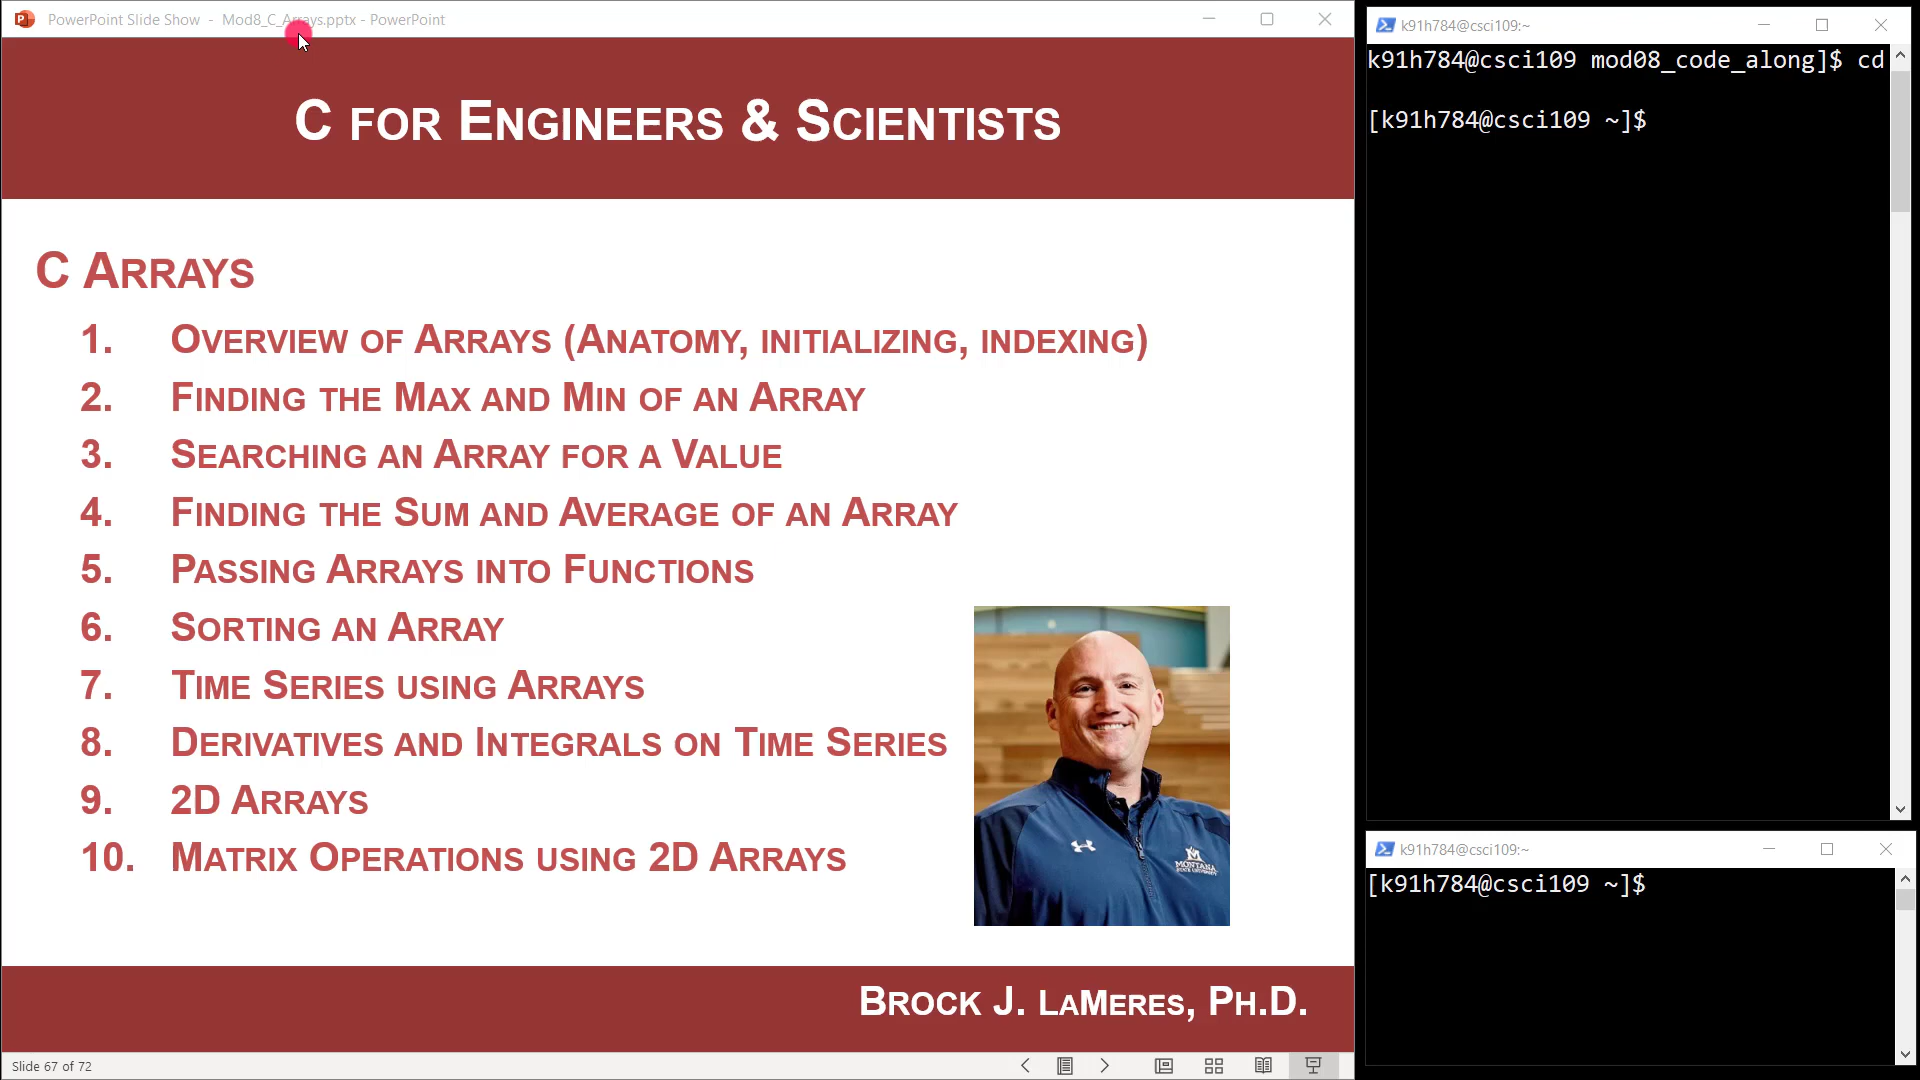 PowerPoint Slide Show - Mod8_C_Arrays.pptx - PowerPoint
C for Engineers & Scientists
C Arrays
1. Overview of Arrays (Anatomy, initializing, indexing)
2. Finding the Max and Min of an Array
3. Searching an Array for a Value
4. Finding the Sum and Average of an Array
5. Passing Arrays into Functions
6. Sorting an Array
7. Time Series using Arrays
8. Derivatives and Integrals on Time Series
9. 2D Arrays
10. Matrix Operations using 2D Arrays
MONTANA
STATE UNIVERSITY
Brock J. LaMeres, Ph.D.
Slide 67 of 72
k91h784@csci109:~
k91h784@csci109 mod08_code_along]$ cd
[k91h784@csci109 ~]$
k91h784@csci109:~
[k91h784@csci109 ~]$